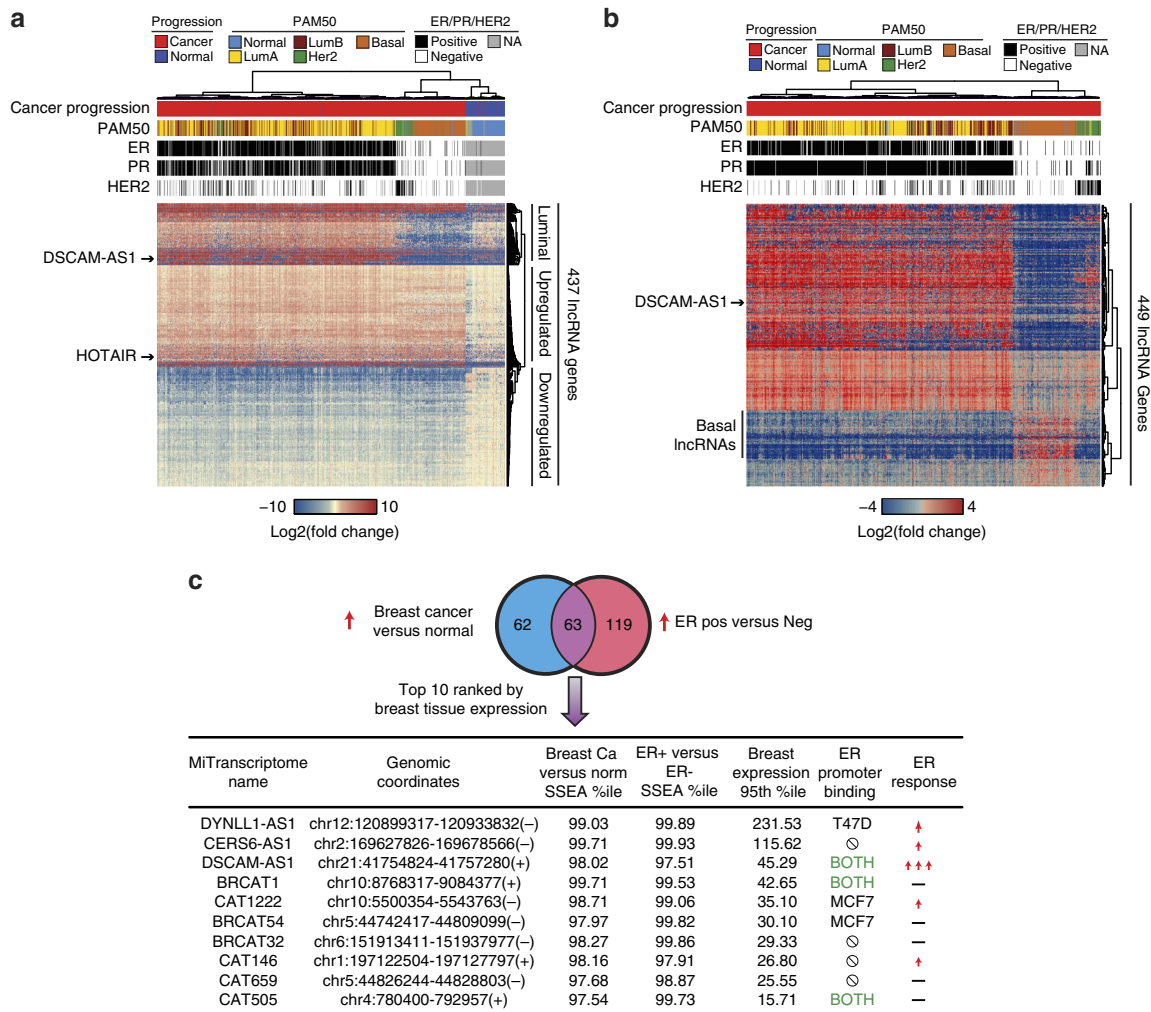 a
Progression PAM50 ER/PR/HER2
Cancer Normal LumB Basal Positive NA
Normal LumA Her2 Negative
Cancer progression
PAM50
ER
PR
HER2
DSCAM-AS1
HOTAIR
Luminal
Upregulated
Downregulated
437 lncRNA genes
−10 10
Log2(fold change)
b
Progression PAM50 ER/PR/HER2
Cancer Normal LumB Basal Positive NA
Normal LumA Her2 Negative
Cancer progression
PAM50
ER
PR
HER2
DSCAM-AS1
Basal
lncRNAs
449 lncRNA Genes
−4 4
Log2(fold change)
c
Breast cancer
versus normal
62 63 119
ER pos versus Neg
Top 10 ranked by
breast tissue expression
MiTranscriptome
name
Genomic
coordinates
Breast Ca
versus norm
SSEA %ile
ER+ versus
ER-
SSEA %ile
Breast
expression
95th %ile
ER
promoter
binding
ER
response
DYNLL1-AS1 chr12:120899317-120933832(–) 99.03 99.89 231.53 T47D
CERS6-AS1 chr2:169627826-169678566(–) 99.71 99.93 115.62
DSCAM-AS1 chr21:41754824-41757280(+) 98.02 97.51 45.29 BOTH
BRCAT1 chr10:8768317-9084377(+) 99.71 99.53 42.65 BOTH –
CAT1222 chr10:5500354-5543763(–) 98.71 99.06 35.10 MCF7
BRCAT54 chr5:44742417-44809099(–) 97.97 99.82 30.10 MCF7 –
BRCAT32 chr6:151913411-151937977(–) 98.27 99.86 29.33 –
CAT146 chr1:197122504-197127797(+) 98.16 97.91 26.80
CAT659 chr5:44826244-44828803(–) 97.68 98.87 25.55 –
CAT505 chr4:780400-792957(+) 97.54 99.73 15.71 BOTH –